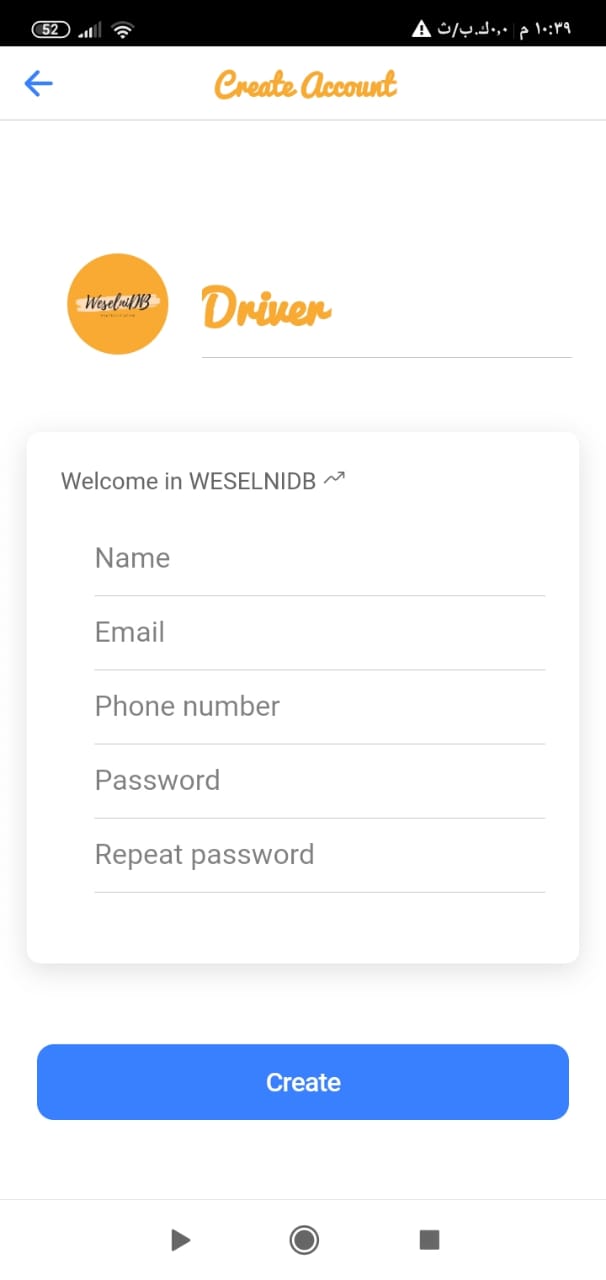 52
١٠:٣٩ م | ٠,٠ك.ب/ث
Create Account
WeselniDB
Driver
Welcome in WESELNIDB
Name
Email
Phone number
Password
Repeat password
Create